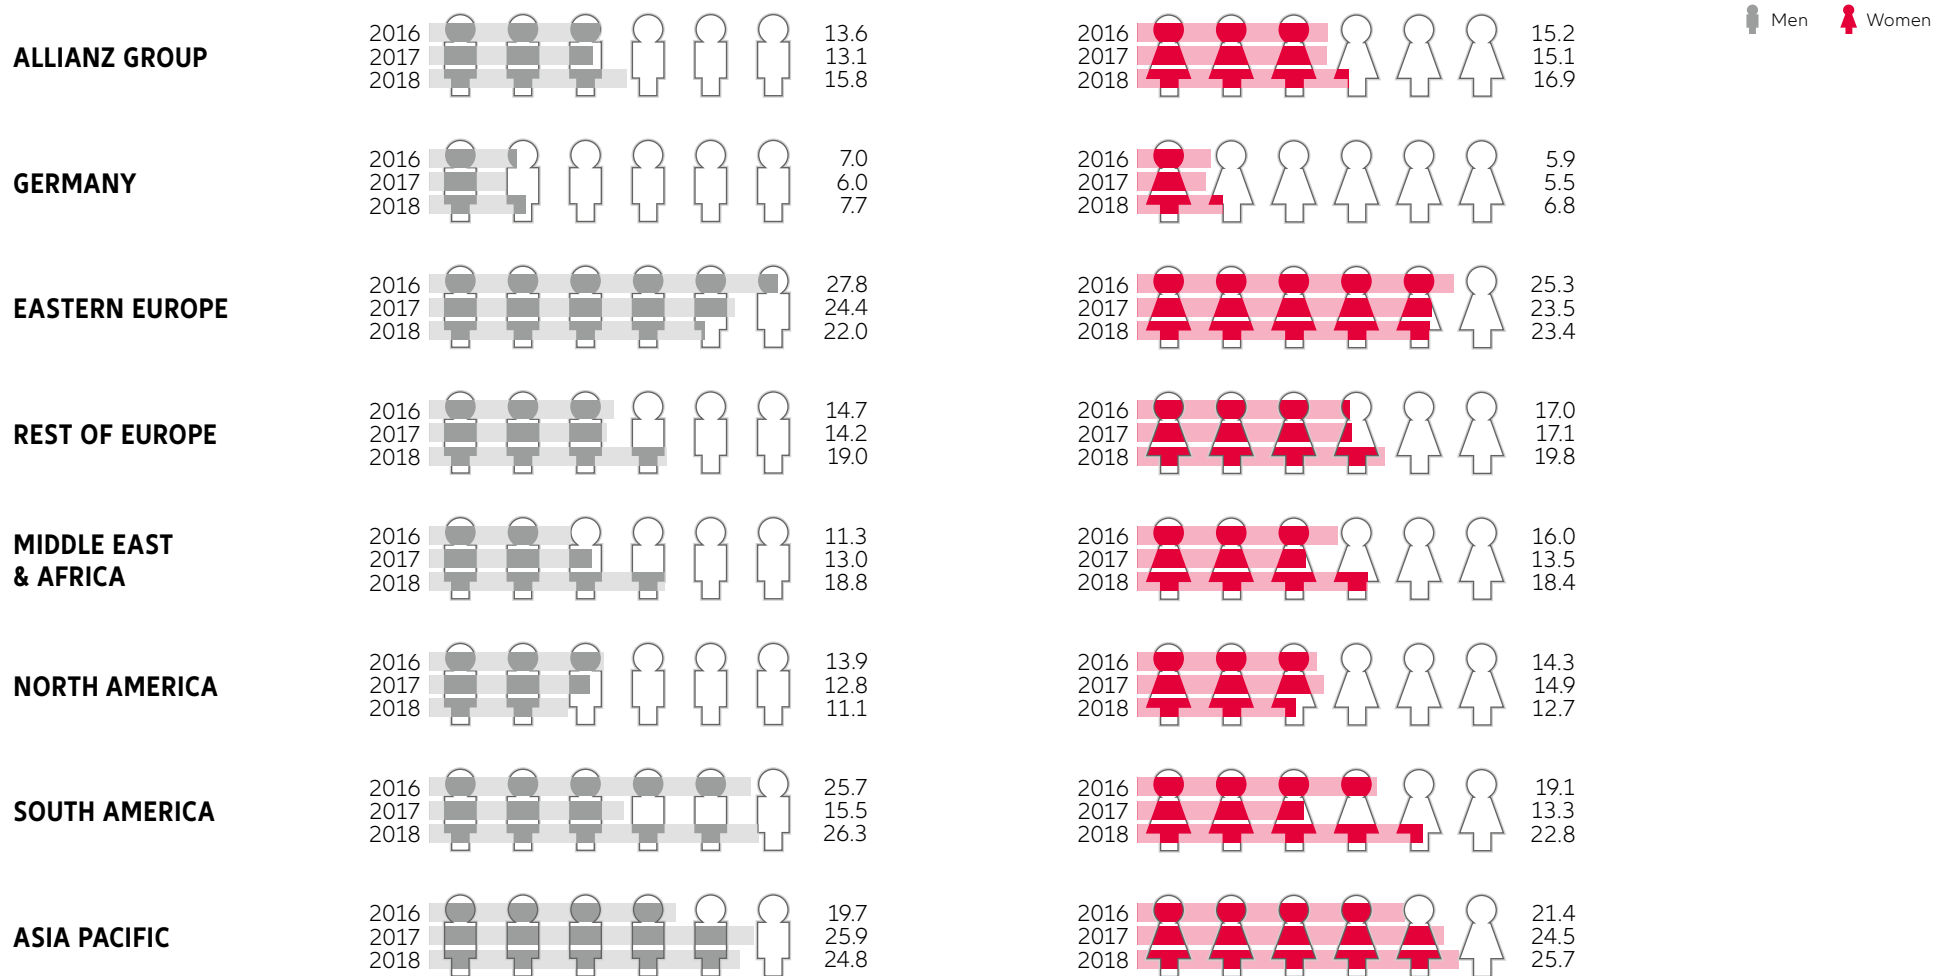 Men Women
ALLIANZ GROUP
2016 13.6 2016 15.2
2017 13.1 2017 15.1
2018 15.8 2018 16.9
GERMANY
2016 7.0 2016 5.9
2017 6.0 2017 5.5
2018 7.7 2018 6.8
EASTERN EUROPE
2016 27.8 2016 25.3
2017 24.4 2017 23.5
2018 22.0 2018 23.4
REST OF EUROPE
2016 14.7 2016 17.0
2017 14.2 2017 17.1
2018 19.0 2018 19.8
MIDDLE EAST
& AFRICA
2016 11.3 2016 16.0
2017 13.0 2017 13.5
2018 18.8 2018 18.4
NORTH AMERICA
2016 13.9 2016 14.3
2017 12.8 2017 14.9
2018 11.1 2018 12.7
SOUTH AMERICA
2016 25.7 2016 19.1
2017 15.5 2017 13.3
2018 26.3 2018 22.8
ASIA PACIFIC
2016 19.7 2016 21.4
2017 25.9 2017 24.5
2018 24.8 2018 25.7